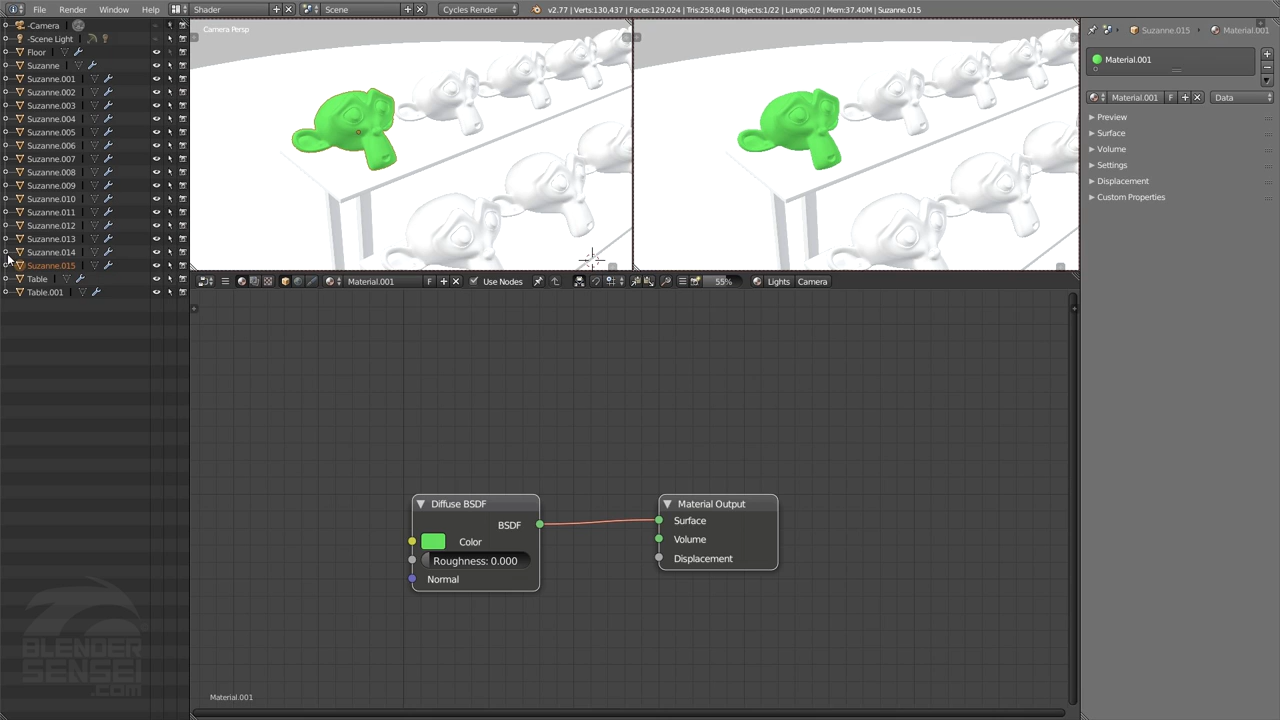 File Render Window Help Shader Scene Cycles Render v2.77 | Verts:130,437 | Faces:129,024 | Tris:258,048 | Objects:1/22 | Lamps:0/2 | Mem:37.40M | Suzanne.015
-Camera
-Scene Light
Floor
Suzanne
Suzanne.001
Suzanne.002
Suzanne.003
Suzanne.004
Suzanne.005
Suzanne.006
Suzanne.007
Suzanne.008
Suzanne.009
Suzanne.010
Suzanne.011
Suzanne.012
Suzanne.013
Suzanne.014
Suzanne.015
Table
Table.001
Camera Persp
Suzanne.015 Material.001
Material.001
Material.001 F Data
Preview
Surface
Volume
Settings
Displacement
Custom Properties
Material.001 F Use Nodes 55% Lights Camera
Diffuse BSDF
BSDF
Color
Roughness: 0.000
Normal
Material Output
Surface
Volume
Displacement
Material.001
BLENDER
SENSEI
.COM